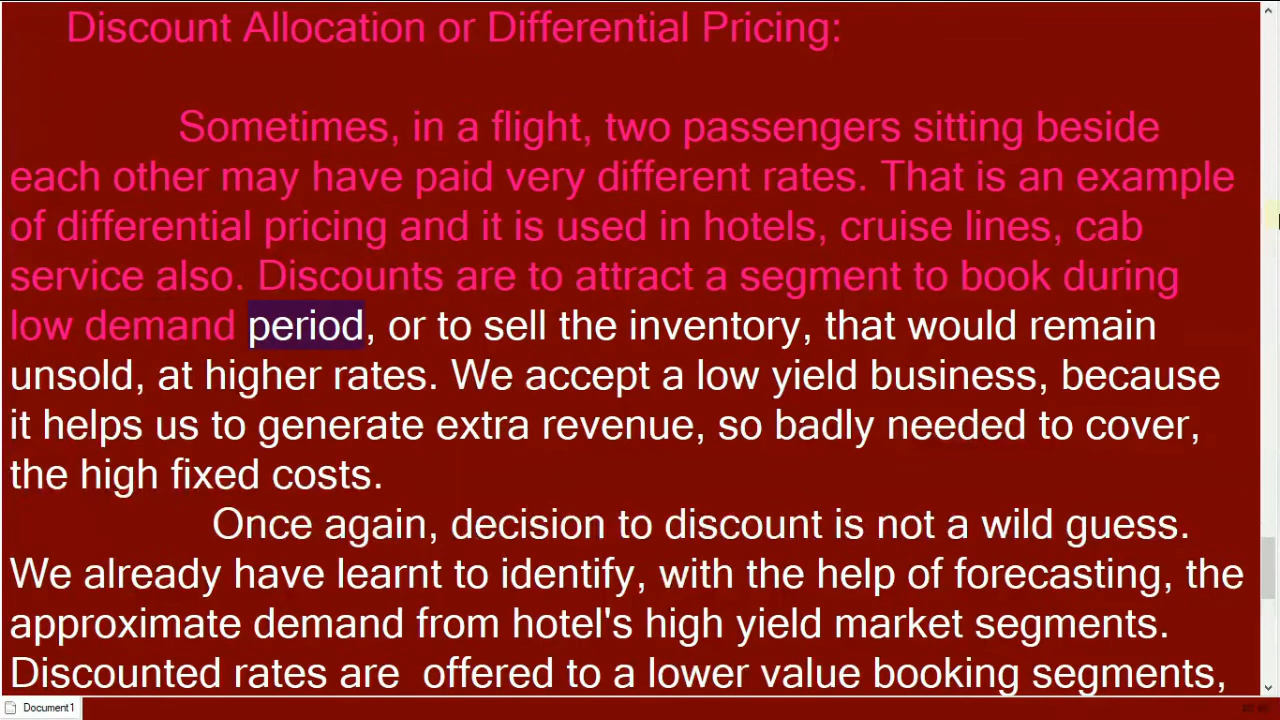 Discount Allocation or Differential Pricing:
Sometimes, in a flight, two passengers sitting beside
each other may have paid very different rates. That is an example
of differential pricing and it is used in hotels, cruise lines, cab
service also. Discounts are to attract a segment to book during
low demand period, or to sell the inventory, that would remain
unsold, at higher rates. We accept a low yield business, because
it helps us to generate extra revenue, so badly needed to cover,
the high fixed costs.
Once again, decision to discount is not a wild guess.
We already have learnt to identify, with the help of forecasting, the
approximate demand from hotel's high yield market segments.
Discounted rates are  offered to a lower value booking segments,
Document1